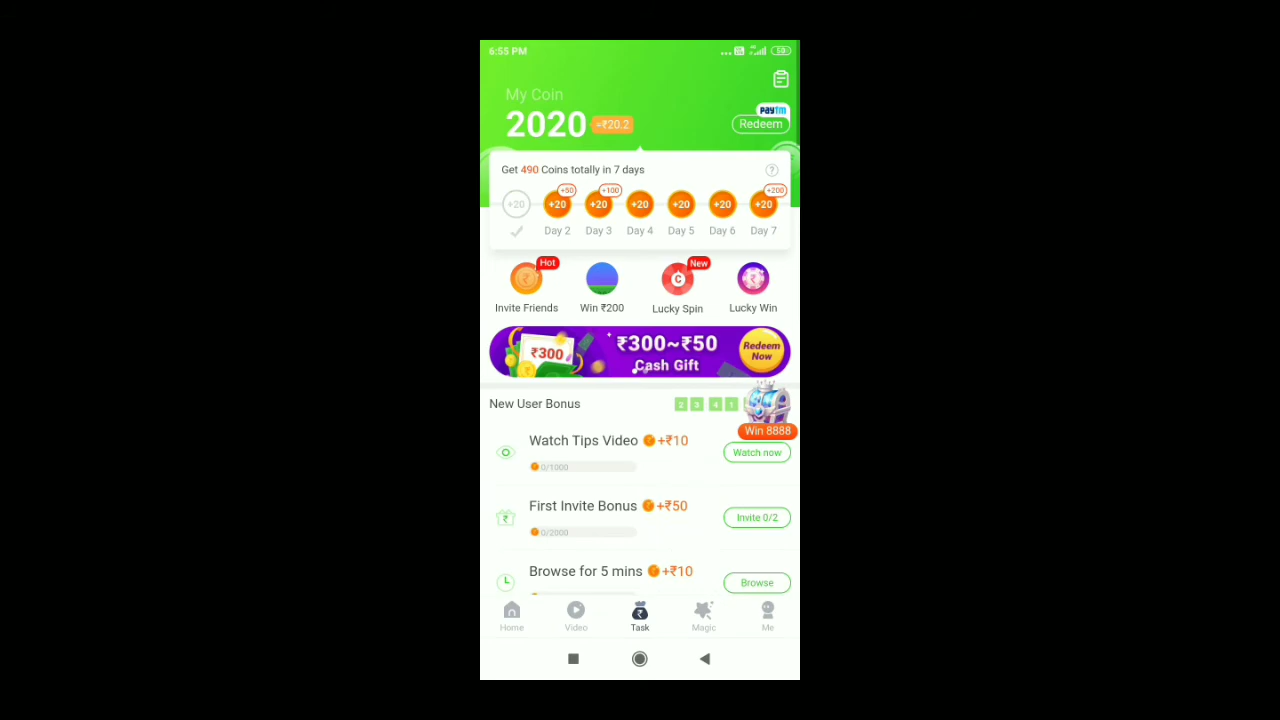 6:55 PM
My Coin
2020 ≈₹20.2
Paytm
Redeem
Get 490 Coins totally in 7 days ?
+50 +100 +200
+20 +20 +20 +20 +20 +20 +20
Day 2 Day 3 Day 4 Day 5 Day 6 Day 7
Hot New
Invite Friends Win ₹200 Lucky Spin Lucky Win
₹300 ₹300~₹50 Cash Gift Redeem Now
New User Bonus 2 3 4 1
Win 8888
Watch Tips Video +₹10
0/1000 Watch now
First Invite Bonus +₹50
0/2000 Invite 0/2
Browse for 5 mins +₹10
Browse
Home Video Task Magic Me